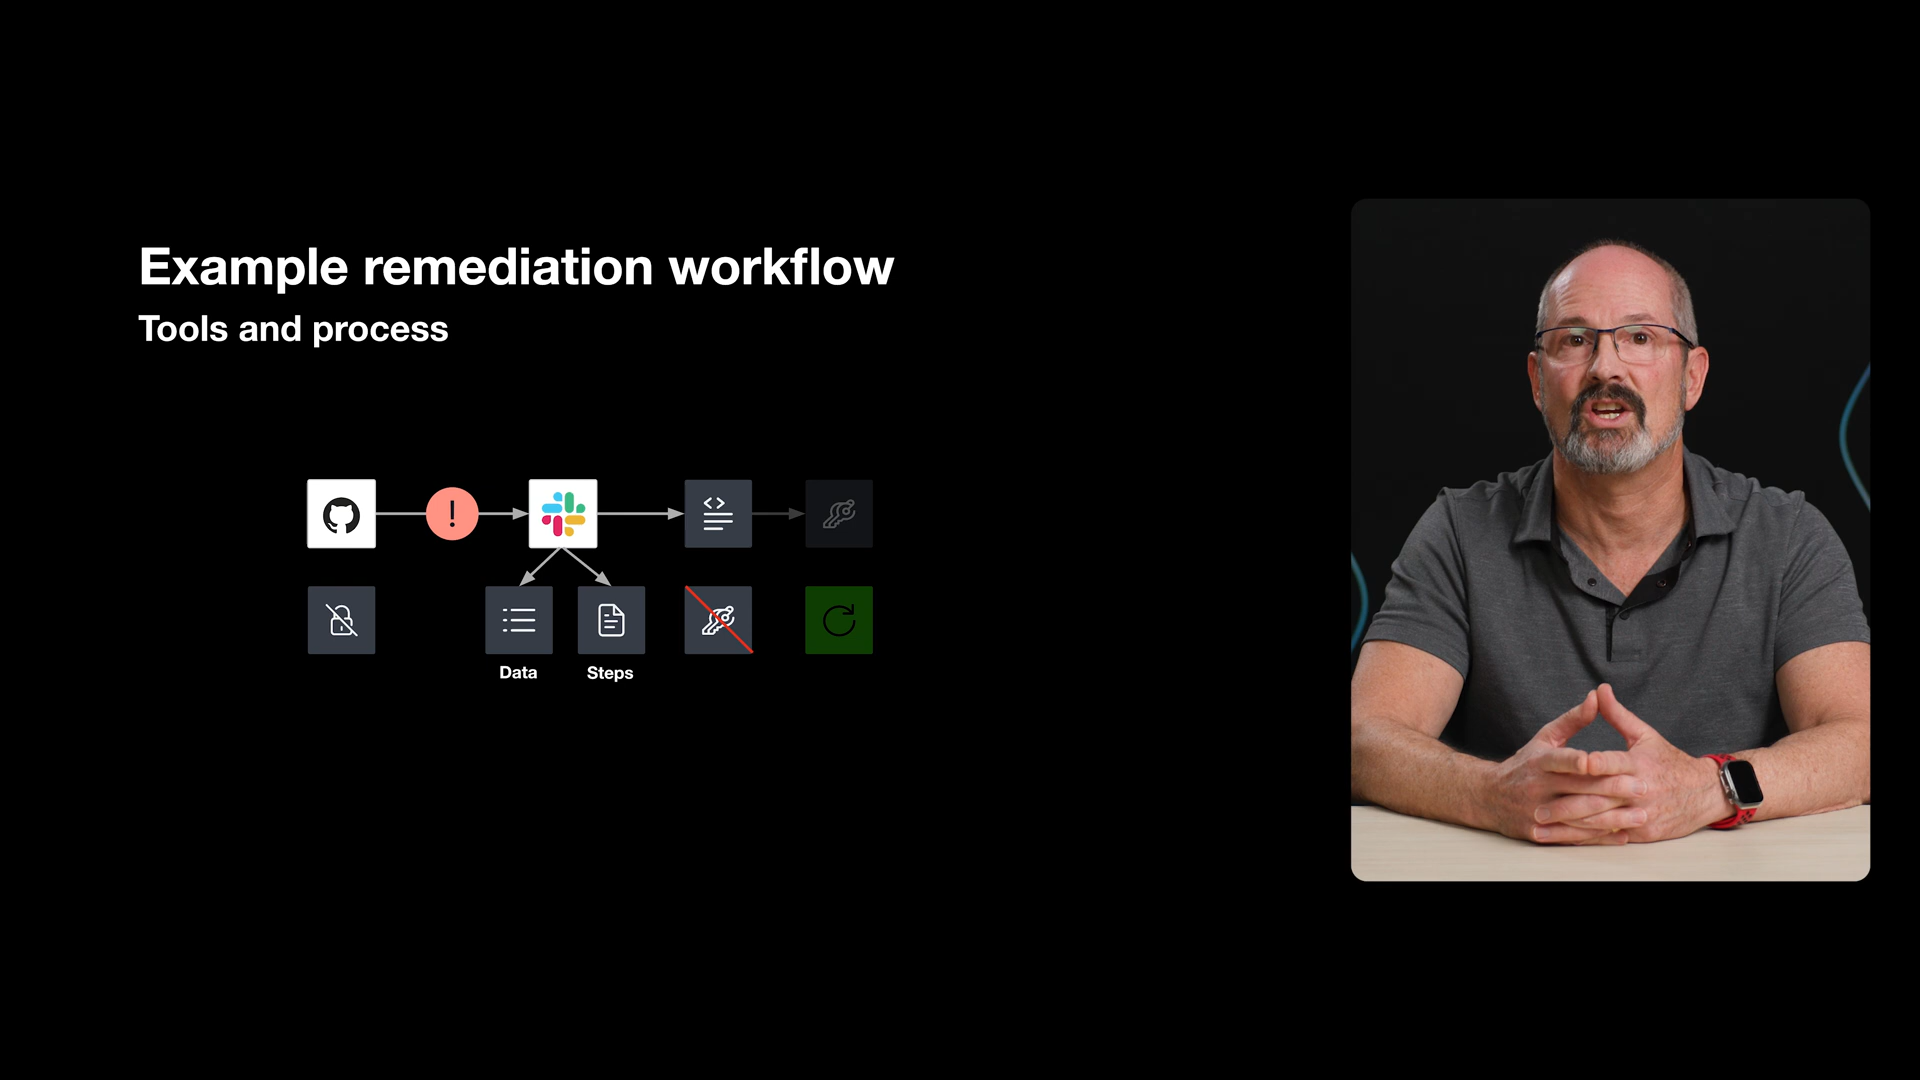 Example remediation workflow
Tools and process
!
<>
Data
Steps